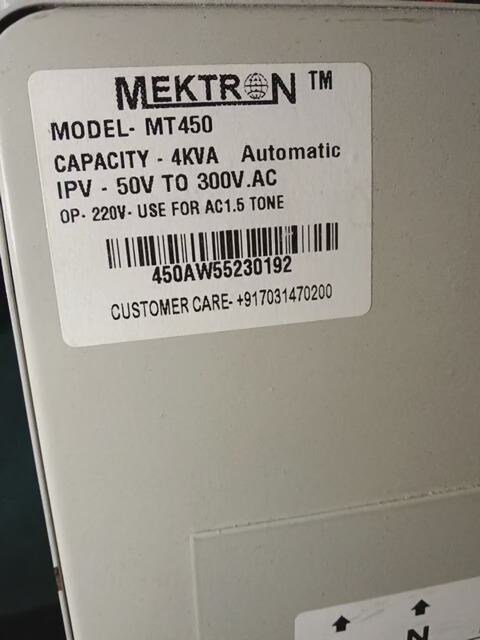 MEKTRON ™
MODEL- MT450
CAPACITY - 4KVA Automatic
IPV - 50V TO 300V.AC
OP- 220V- USE FOR AC1.5 TONE
450AW55230192
CUSTOMER CARE- +917031470200
N